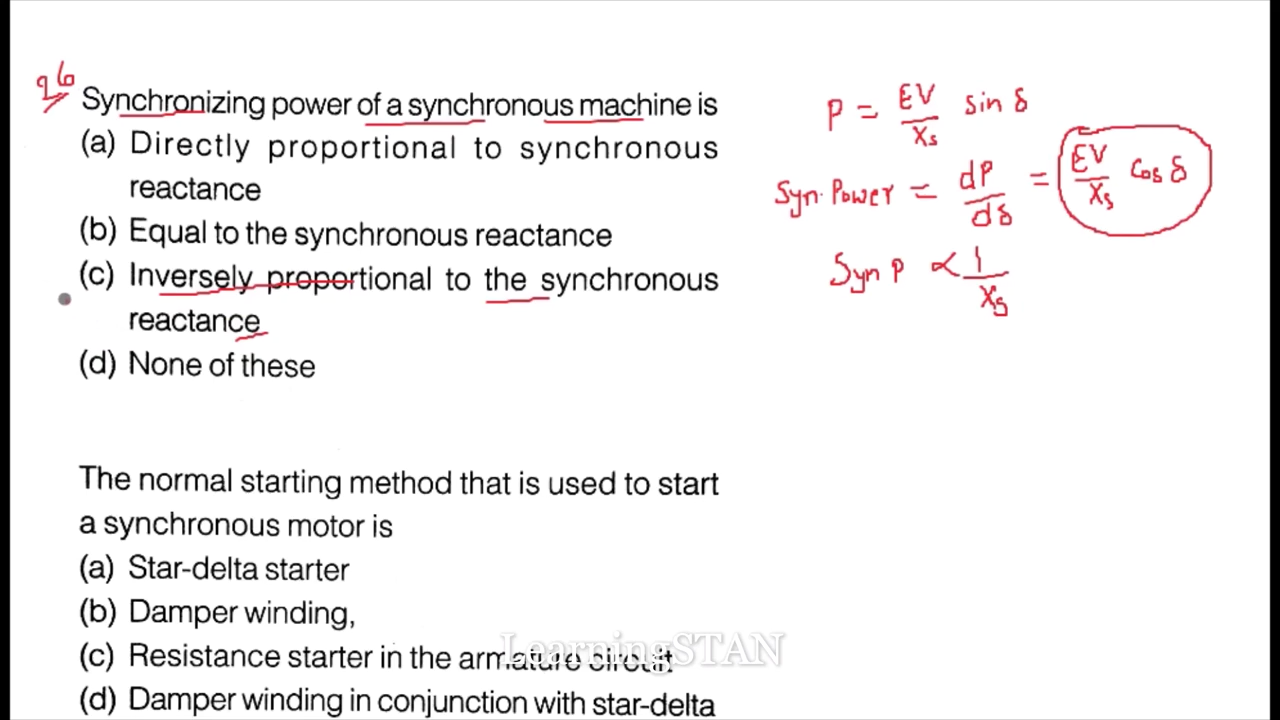 26
Synchronizing power of a synchronous machine is
(a) Directly proportional to synchronous
reactance
(b) Equal to the synchronous reactance
(c) Inversely proportional to the synchronous
reactance
(d) None of these
P = EV/Xs sin δ
Syn. Power = dP/dδ = EV/Xs Cos δ
Syn P ∝ 1/Xs
The normal starting method that is used to start
a synchronous motor is
(a) Star-delta starter
(b) Damper winding,
(c) Resistance starter in the armature circuit
(d) Damper winding in conjunction with star-delta
LearningSTAN